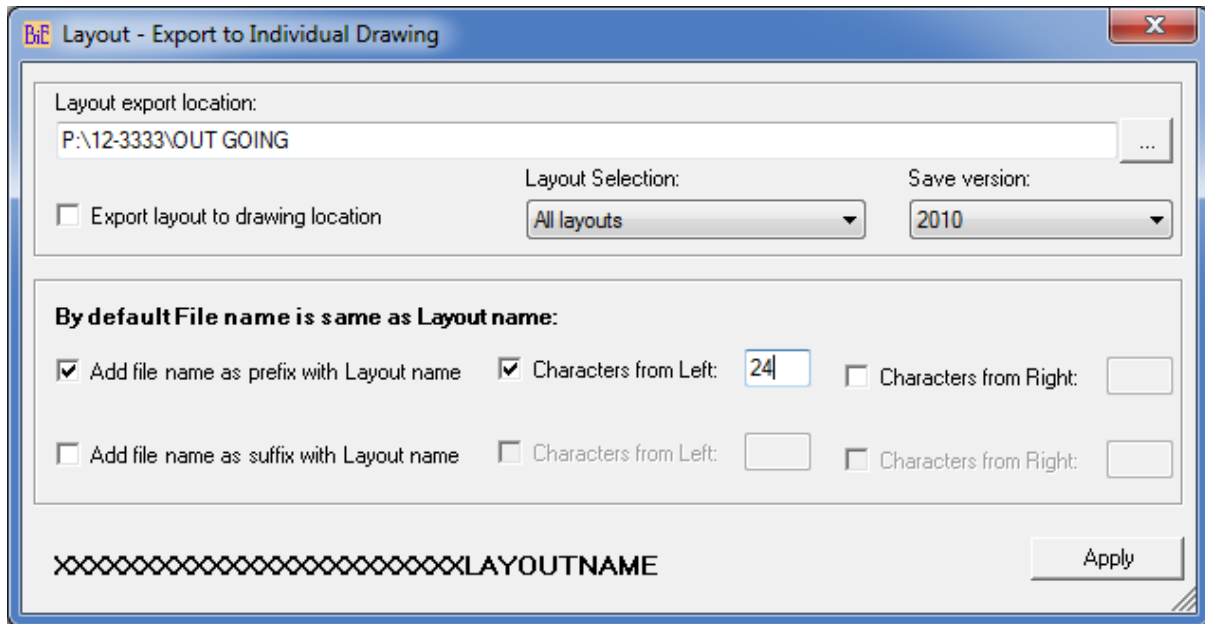 BiE Layout - Export to Individual Drawing
Layout export location:
P:\12-3333\OUT GOING
...
Layout Selection: Save version:
Export layout to drawing location All layouts 2010
By default File name is same as Layout name:
Add file name as prefix with Layout name Characters from Left: 24 Characters from Right:
Add file name as suffix with Layout name Characters from Left: Characters from Right:
XXXXXXXXXXXXXXXXXXXXXXXXLAYOUTNAME
Apply